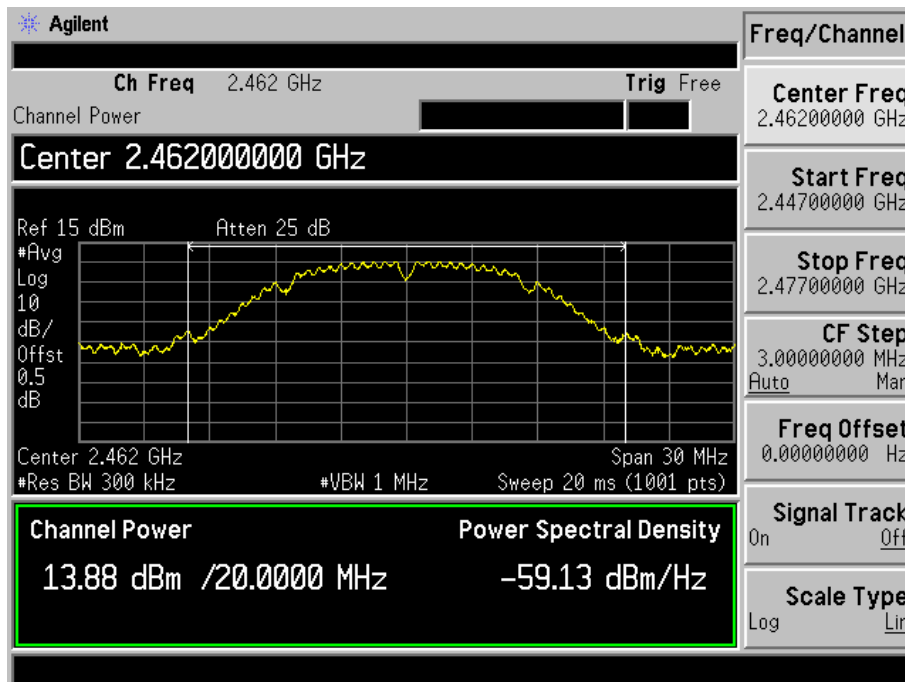 Agilent
Ch Freq 2.462 GHz Trig Free
Channel Power
Center 2.462000000 GHz
Ref 15 dBm Atten 25 dB
#Avg
Log
10
dB/
Offst
0.5
dB
Center 2.462 GHz Span 30 MHz
#Res BW 300 kHz #VBW 1 MHz Sweep 20 ms (1001 pts)
Channel Power Power Spectral Density
13.88 dBm /20.0000 MHz -59.13 dBm/Hz
Freq/Channel
Center Freq
2.46200000 GHz
Start Freq
2.44700000 GHz
Stop Freq
2.47700000 GHz
CF Step
3.00000000 MHz
Auto Man
Freq Offset
0.00000000 Hz
Signal Track
On Off
Scale Type
Log Lin